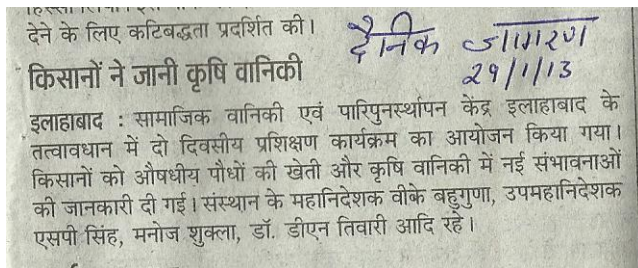 देने के लिए कटिबद्धता प्रदर्शित की।
दैनिक जागरण
29/1/13
किसानों ने जानी कृषि वानिकी
इलाहाबाद : सामाजिक वानिकी एवं पारिपुनर्स्थापन केंद्र इलाहाबाद के
तत्वावधान में दो दिवसीय प्रशिक्षण कार्यक्रम का आयोजन किया गया।
किसानों को औषधीय पौधों की खेती और कृषि वानिकी में नई संभावनाओं
की जानकारी दी गई। संस्थान के महानिदेशक वीके बहुगुणा, उपमहानिदेशक
एसपी सिंह, मनोज शुक्ला, डॉ. डीएन तिवारी आदि रहे।